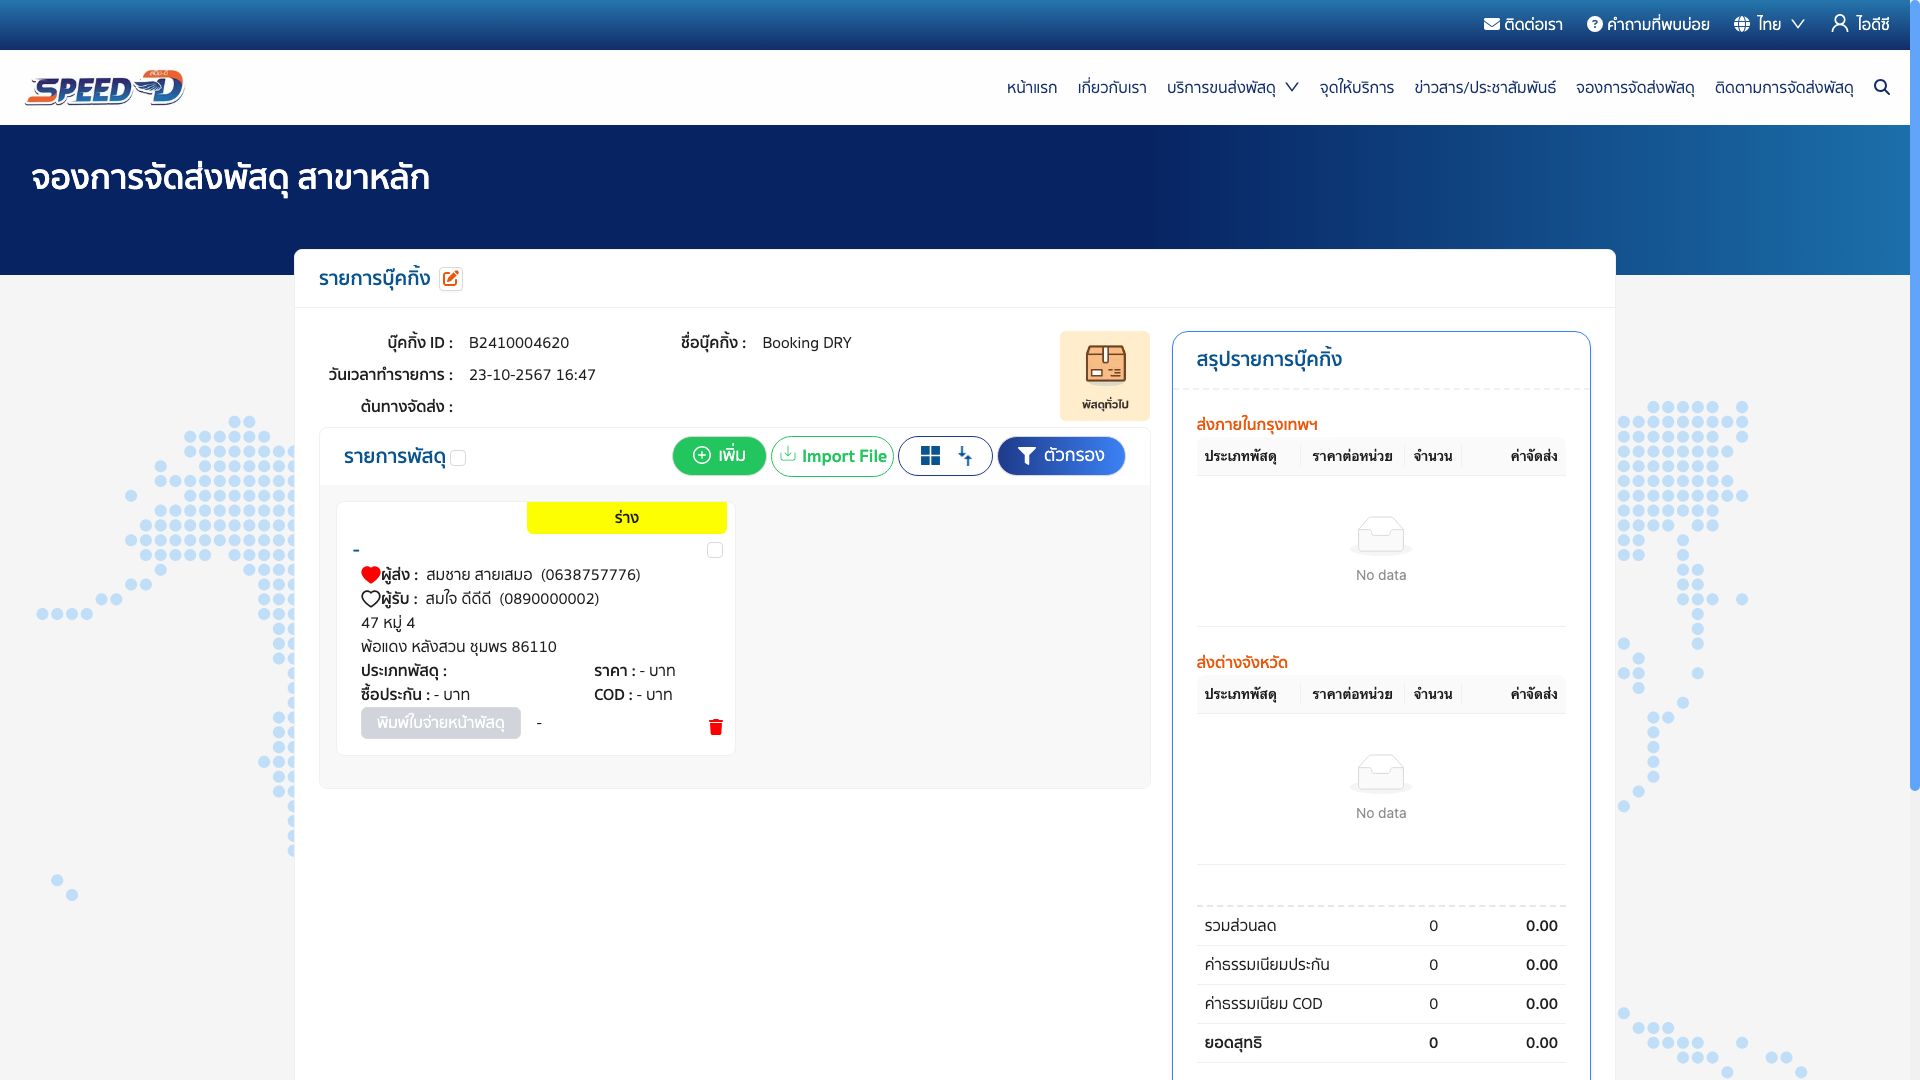 ติดต่อเรา คำถามที่พบบ่อย ไทย ไอดีซี
SPEED-D
หน้าแรก เกี่ยวกับเรา บริการขนส่งพัสดุ จุดให้บริการ ข่าวสาร/ประชาสัมพันธ์ จองการจัดส่งพัสดุ ติดตามการจัดส่งพัสดุ
จองการจัดส่งพัสดุ สาขาหลัก
รายการบุ๊คกิ้ง
บุ๊คกิ้ง ID : B2410004620 ชื่อบุ๊คกิ้ง : Booking DRY
วันเวลาทำรายการ : 23-10-2567 16:47
ต้นทางจัดส่ง :
พัสดุทั่วไป
รายการพัสดุ
เพิ่ม
Import File
ตัวกรอง
ร่าง
-
ผู้ส่ง : สมชาย สายเสมอ (0638757776)
ผู้รับ : สมใจ ดีดีดี (0890000002)
47 หมู่ 4
พ้อแดง หลังสวน ชุมพร 86110
ประเภทพัสดุ : ราคา : - บาท
ซื้อประกัน : - บาท COD : - บาท
พิมพ์ใบจ่ายหน้าพัสดุ -
สรุปรายการบุ๊คกิ้ง
ส่งภายในกรุงเทพฯ
ประเภทพัสดุ ราคาต่อหน่วย จำนวน ค่าจัดส่ง
No data
ส่งต่างจังหวัด
ประเภทพัสดุ ราคาต่อหน่วย จำนวน ค่าจัดส่ง
No data
รวมส่วนลด 0 0.00
ค่าธรรมเนียมประกัน 0 0.00
ค่าธรรมเนียม COD 0 0.00
ยอดสุทธิ 0 0.00